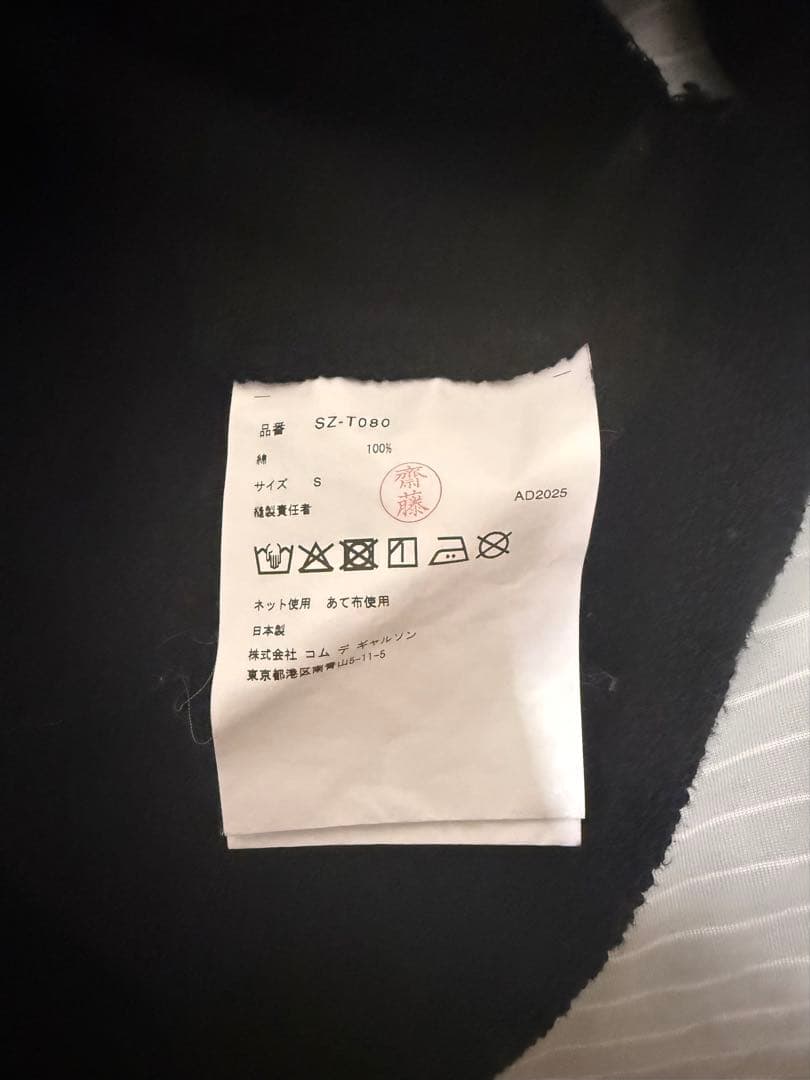 品番 SZ-T080
綿 100%
サイズ S
縫製責任者 齋藤 AD2025
ネット使用 あて布使用
日本製
株式会社 コム デ ギャルソン
東京都港区南青山5-11-5